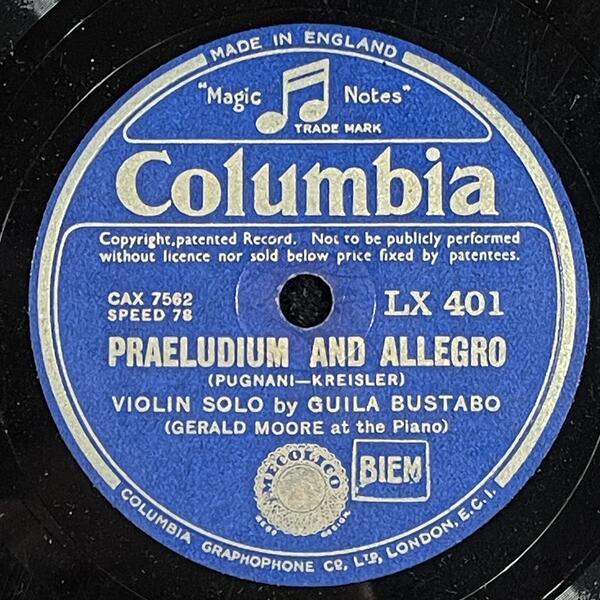 MADE IN ENGLAND
"Magic Notes"
TRADE MARK
Columbia
Copyright, patented Record. Not to be publicly performed
without licence nor sold below price fixed by patentees.
CAX 7562
SPEED 78
LX 401
PRAELUDIUM AND ALLEGRO
(PUGNANI—KREISLER)
VIOLIN SOLO by GUILA BUSTABO
(GERALD MOORE at the Piano)
MECOLICO
BIEM
DESIGN
COLUMBIA GRAPHOPHONE CO. LTD, LONDON, E.C.1.